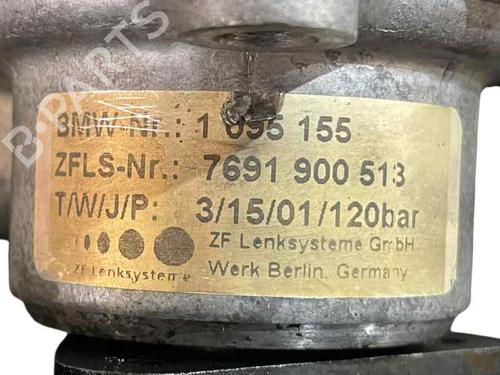 B-PARTS
BMW-Nr.: 1 095 155
ZFLS-Nr.: 7691 900 513
T/W/J/P: 3/15/01/120bar
ZF Lenksysteme GmbH
ZF Lenksysteme Werk Berlin, Germany